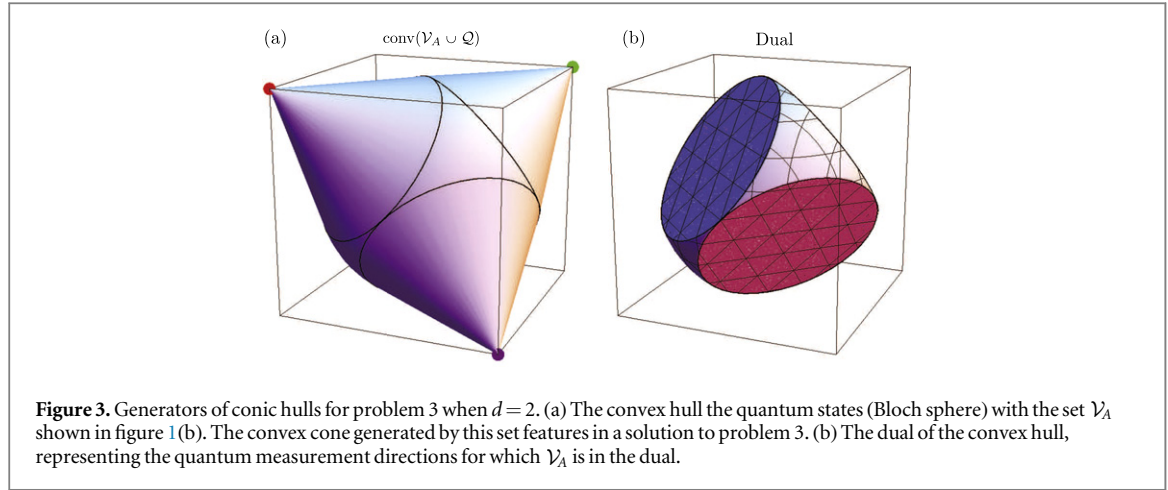 (a)
conv(𝒱_A ∪ 𝒬)
(b)
Dual
Figure 3. Generators of conic hulls for problem 3 when d = 2. (a) The convex hull the quantum states (Bloch sphere) with the set 𝒱_A
shown in figure 1(b). The convex cone generated by this set features in a solution to problem 3. (b) The dual of the convex hull,
representing the quantum measurement directions for which 𝒱_A is in the dual.